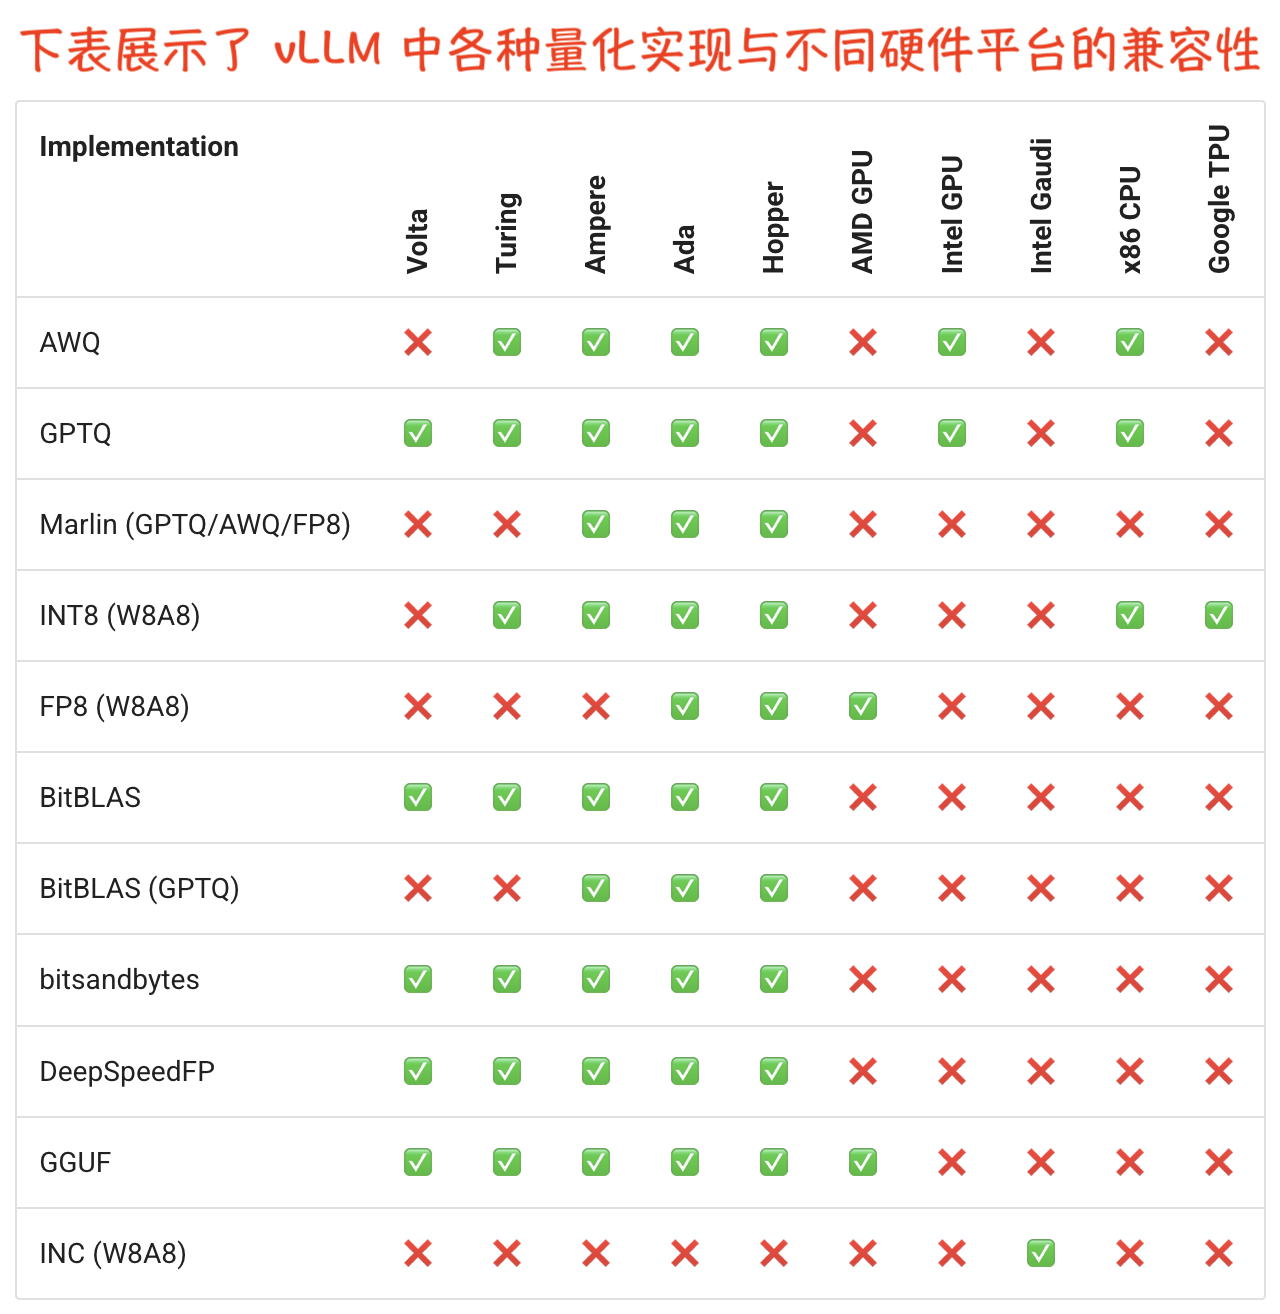 下表展示了 vLLM 中各种量化实现与不同硬件平台的兼容性
Implementation Volta Turing Ampere Ada Hopper AMD GPU Intel GPU Intel Gaudi x86 CPU Google TPU
AWQ ❌ ✅ ✅ ✅ ✅ ❌ ✅ ❌ ✅ ❌
GPTQ ✅ ✅ ✅ ✅ ✅ ❌ ✅ ❌ ✅ ❌
Marlin (GPTQ/AWQ/FP8) ❌ ❌ ✅ ✅ ✅ ❌ ❌ ❌ ❌ ❌
INT8 (W8A8) ❌ ✅ ✅ ✅ ✅ ❌ ❌ ❌ ✅ ✅
FP8 (W8A8) ❌ ❌ ❌ ✅ ✅ ✅ ❌ ❌ ❌ ❌
BitBLAS ✅ ✅ ✅ ✅ ✅ ❌ ❌ ❌ ❌ ❌
BitBLAS (GPTQ) ❌ ❌ ✅ ✅ ✅ ❌ ❌ ❌ ❌ ❌
bitsandbytes ✅ ✅ ✅ ✅ ✅ ❌ ❌ ❌ ❌ ❌
DeepSpeedFP ✅ ✅ ✅ ✅ ✅ ❌ ❌ ❌ ❌ ❌
GGUF ✅ ✅ ✅ ✅ ✅ ✅ ❌ ❌ ❌ ❌
INC (W8A8) ❌ ❌ ❌ ❌ ❌ ❌ ❌ ✅ ❌ ❌